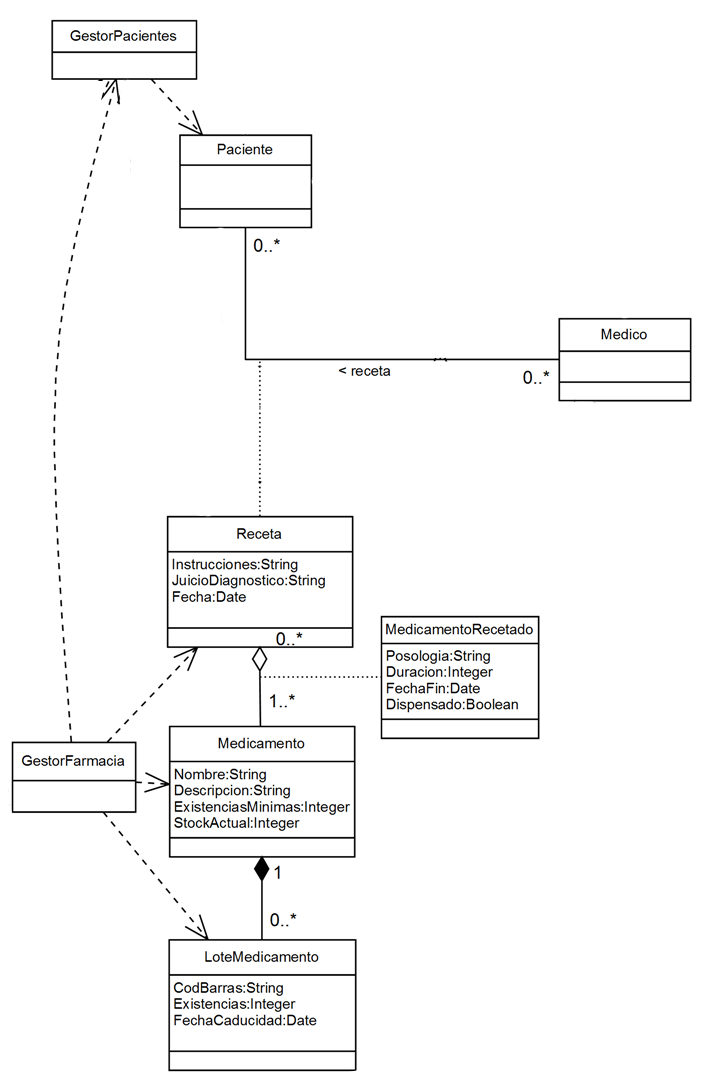 GestorPacientes
Paciente
0..*
Medico
< receta
0..*
Receta
Instrucciones:String
JuicioDiagnostico:String
Fecha:Date
0..*
MedicamentoRecetado
Posologia:String
Duracion:Integer
FechaFin:Date
Dispensado:Boolean
1..*
GestorFarmacia
Medicamento
Nombre:String
Descripcion:String
ExistenciasMinimas:Integer
StockActual:Integer
1
0..*
LoteMedicamento
CodBarras:String
Existencias:Integer
FechaCaducidad:Date